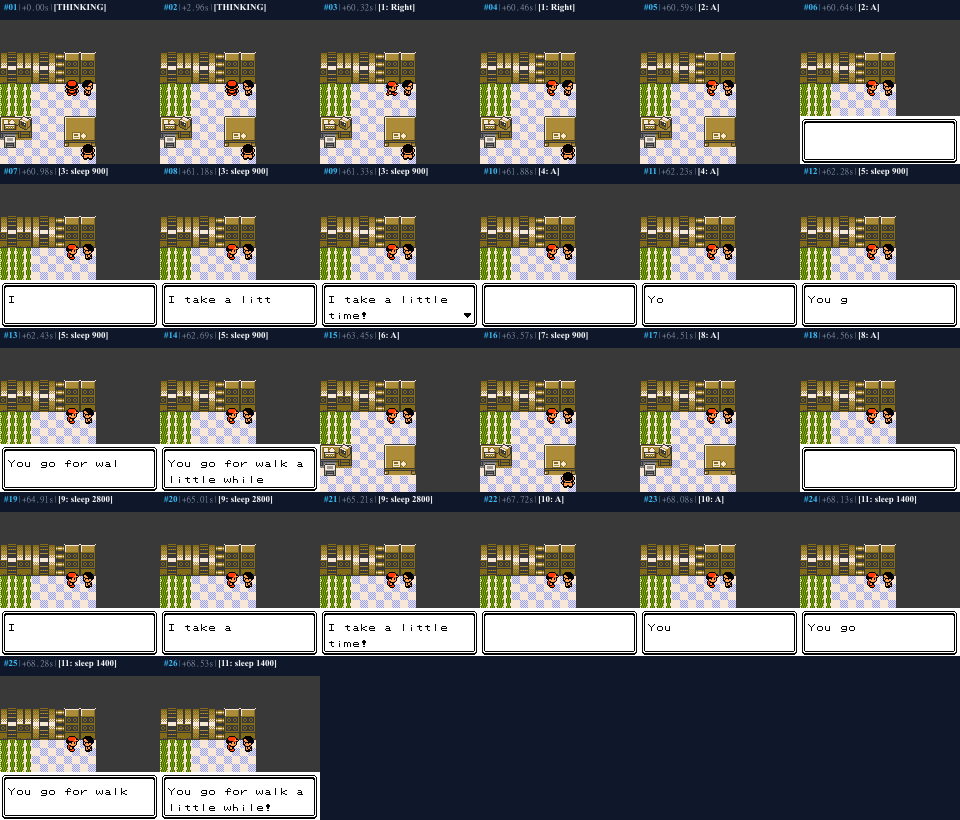 #01|+0.00s|[THINKING]
#02|+2.96s|[THINKING]
#03|+60.32s|[1: Right]
#04|+60.46s|[1: Right]
#05|+60.59s|[2: A]
#06|+60.64s|[2: A]
#07|+60.98s|[3: sleep 900]
#08|+61.18s|[3: sleep 900]
#09|+61.33s|[3: sleep 900]
#10|+61.88s|[4: A]
#11|+62.23s|[4: A]
#12|+62.28s|[5: sleep 900]
I
I take a litt
I take a little
time!
Yo
You g
#13|+62.43s|[5: sleep 900]
#14|+62.69s|[5: sleep 900]
#15|+63.45s|[6: A]
#16|+63.57s|[7: sleep 900]
#17|+64.51s|[8: A]
#18|+64.56s|[8: A]
You go for wal
You go for walk a
little while
#19|+64.91s|[9: sleep 2800]
#20|+65.01s|[9: sleep 2800]
#21|+65.21s|[9: sleep 2800]
#22|+67.72s|[10: A]
#23|+68.08s|[10: A]
#24|+68.13s|[11: sleep 1400]
I
I take a
I take a little
time!
You
You go
#25|+68.28s|[11: sleep 1400]
#26|+68.53s|[11: sleep 1400]
You go for walk
You go for walk a
little while!